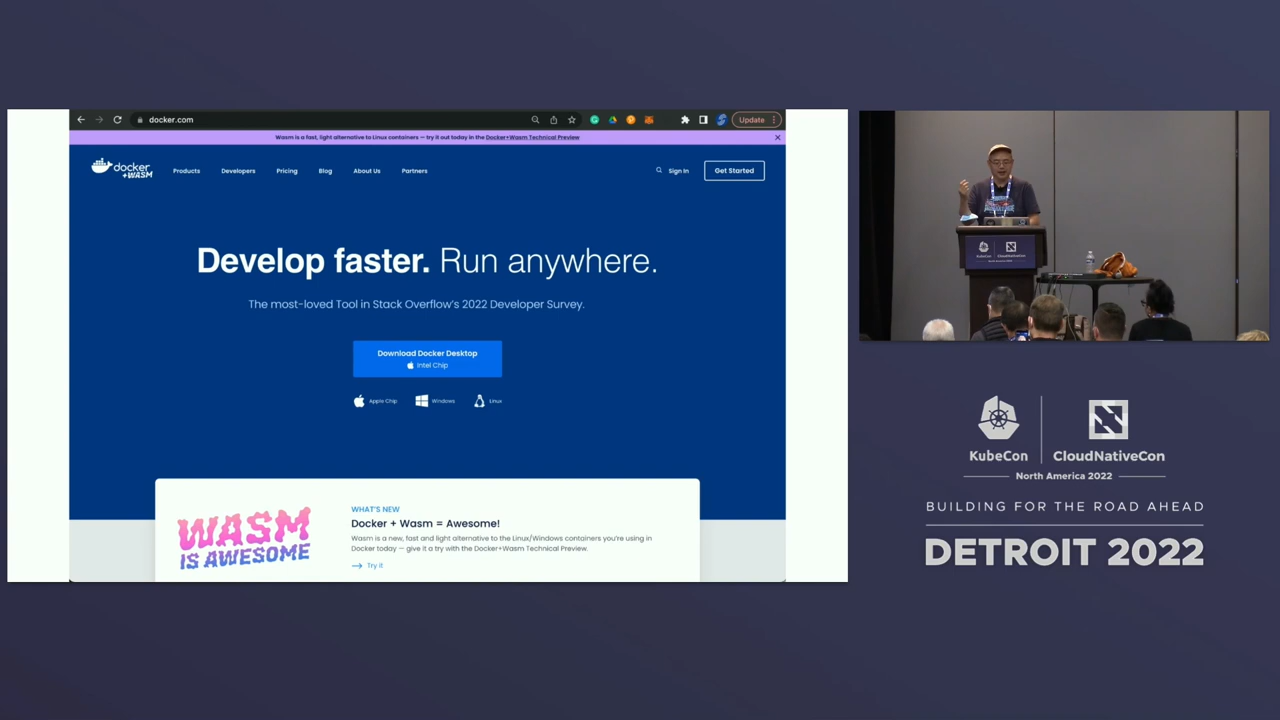 docker.com
Update
Wasm is a fast, light alternative to Linux containers — try it out today in the Docker+Wasm Technical Preview
docker
+WASM
Products
Developers
Pricing
Blog
About Us
Partners
Sign In
Get Started
Develop faster. Run anywhere.
The most-loved Tool in Stack Overflow's 2022 Developer Survey.
Download Docker Desktop
Intel Chip
Apple Chip
Windows
Linux
WASM
IS AWESOME
WHAT'S NEW
Docker + Wasm = Awesome!
Wasm is a new, fast and light alternative to the Linux/Windows containers you're using in
Docker today — give it a try with the Docker+Wasm Technical Preview.
Try it
KubeCon
CloudNativeCon
KubeCon
CloudNativeCon
North America 2022
BUILDING FOR THE ROAD AHEAD
DETROIT 2022